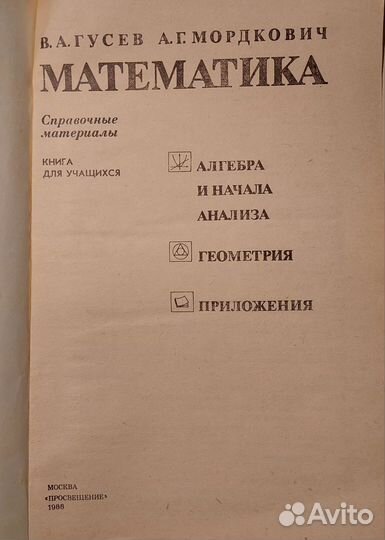 В.А.ГУСЕВ А.Г.МОРДКОВИЧ
МАТЕМАТИКА
Справочные
материалы
КНИГА
ДЛЯ УЧАЩИХСЯ
АЛГЕБРА
И НАЧАЛА
АНАЛИЗА
ГЕОМЕТРИЯ
ПРИЛОЖЕНИЯ
МОСКВА
«ПРОСВЕЩЕНИЕ»
1988
Avito